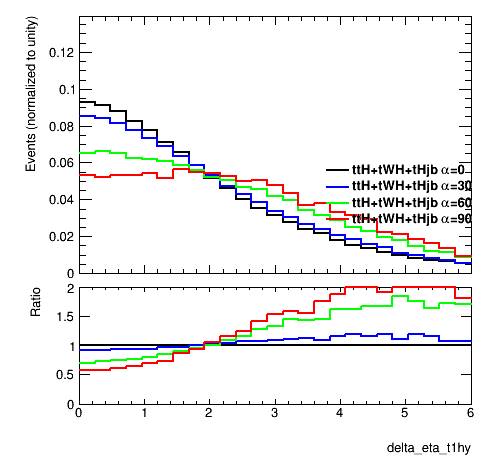 Events (normalized to unity)
0.12
0.1
0.08
0.06
0.04
0.02
0
ttH+tWH+tHjb α=0
ttH+tWH+tHjb α=30
ttH+tWH+tHjb α=60
ttH+tWH+tHjb α=90
Ratio
2
1.5
1
0.5
0
0 1 2 3 4 5 6
delta_eta_t1hy